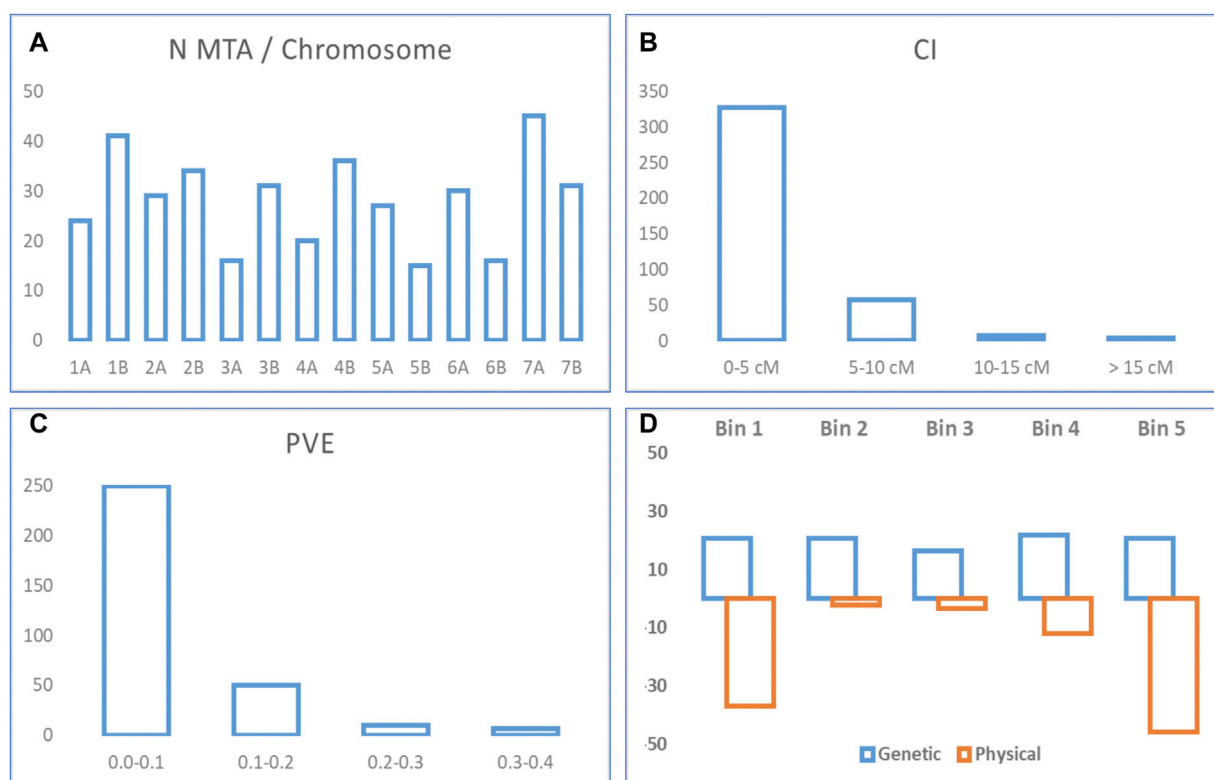 A
N MTA / Chromosome
50
40
30
20
10
0
1A 1B 2A 2B 3A 3B 4A 4B 5A 5B 6A 6B 7A 7B
B
CI
350
300
250
200
150
100
50
0
0-5 cM 5-10 cM 10-15 cM > 15 cM
C
PVE
250
200
150
100
50
0
0.0-0.1 0.1-0.2 0.2-0.3 0.3-0.4
D
Bin 1 Bin 2 Bin 3 Bin 4 Bin 5
50
30
10
-10
-30
-50
Genetic Physical